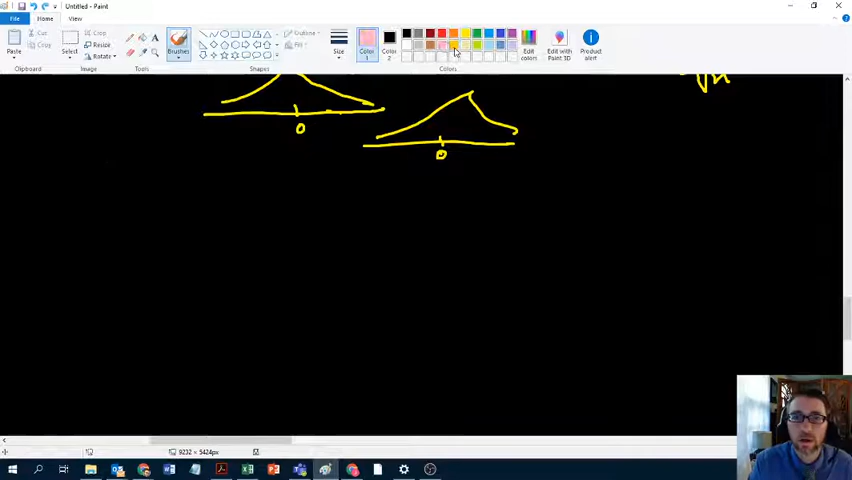 Untitled - Paint
File
Home
View
Paste
Cut
Copy
Select
Crop
Resize
Rotate
Brushes
Outline
Fill
Size
Color 1
Color 2
Edit colors
Edit with Paint 3D
Product alert
Clipboard
Image
Tools
Shapes
Colors
√n
0
0
9232 × 5424px